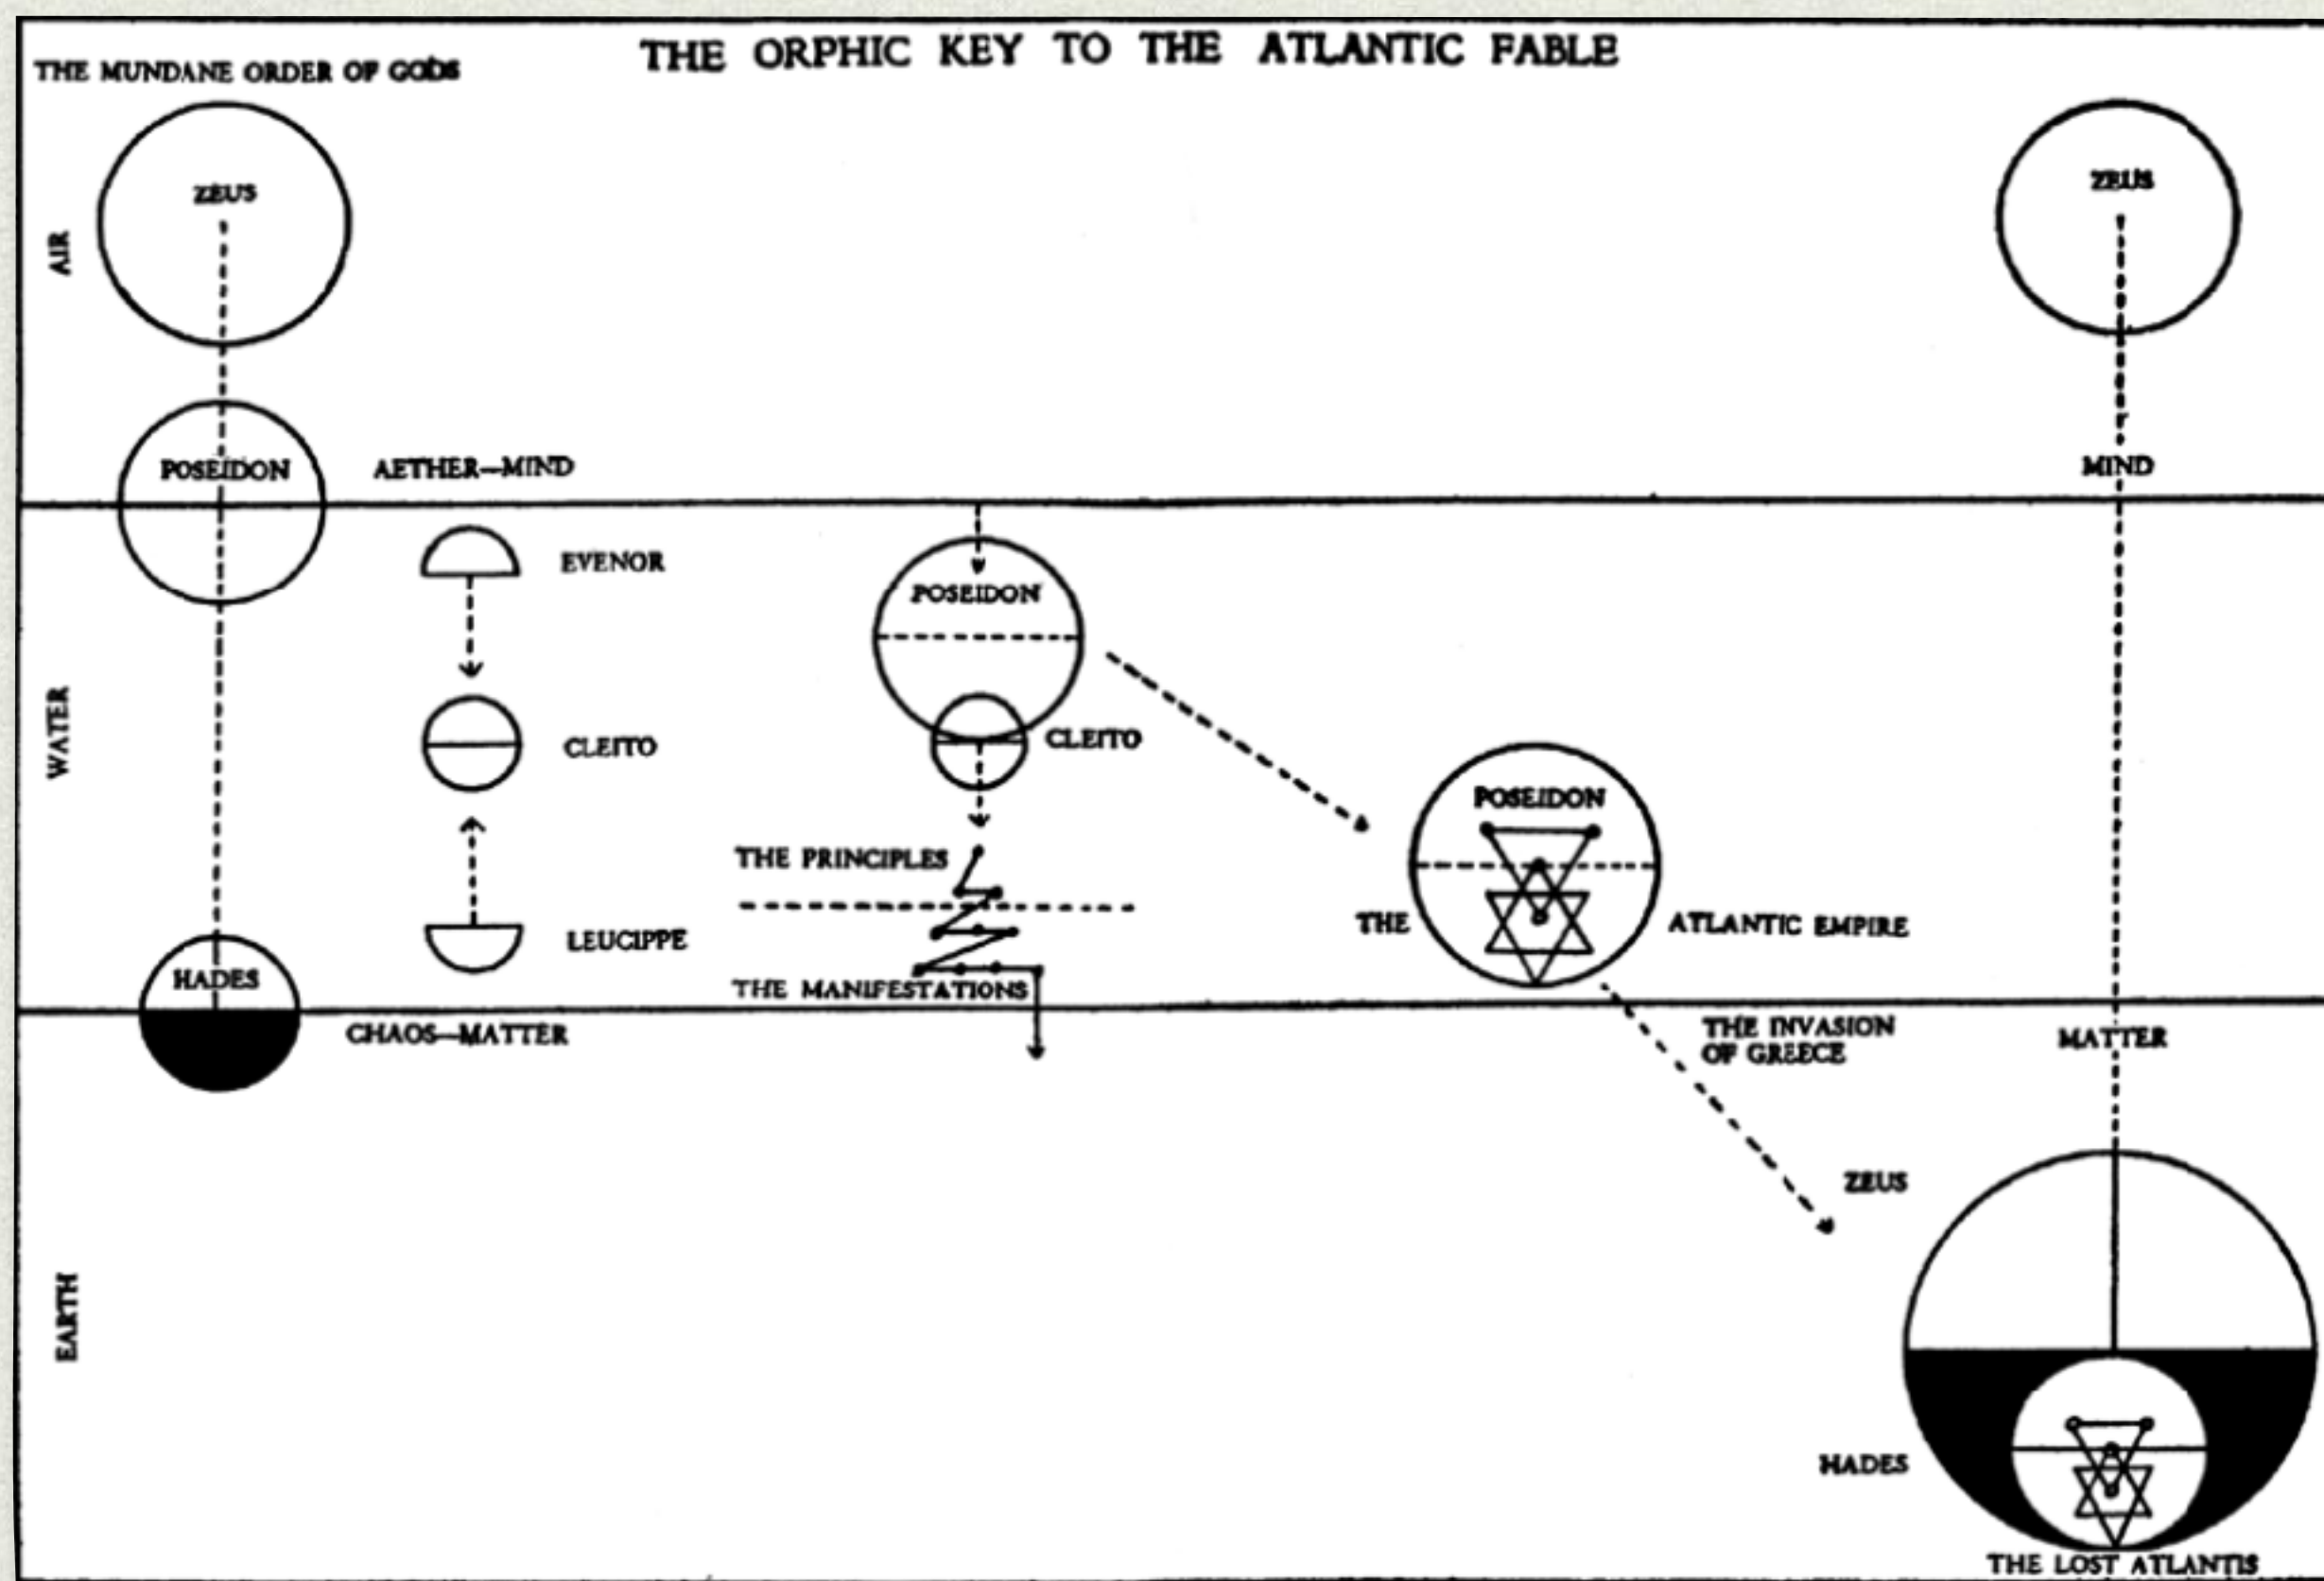 THE ORPHIC KEY TO THE ATLANTIC FABLE
THE MUNDANE ORDER OF GODS
ZEUS
ZEUS
AIR
POSEIDON
AETHER—MIND
MIND
EVENOR
POSEIDON
WATER
CLEITO
CLEITO
POSEIDON
THE PRINCIPLES
THE
ATLANTIC EMPIRE
LEUCIPPE
HADES
THE MANIFESTATIONS
CHAOS—MATTER
THE INVASION
OF GREECE
MATTER
ZEUS
EARTH
HADES
THE LOST ATLANTIS